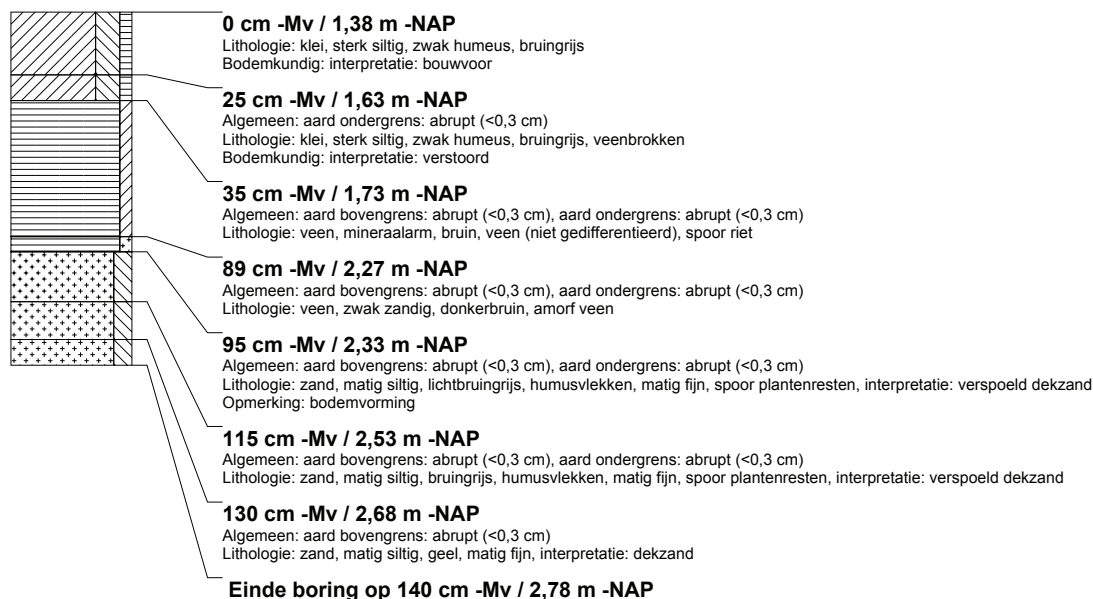 0 cm -Mv / 1,38 m -NAP
Lithologie: klei, sterk siltig, zwak humeus, bruingrijs
Bodemkundig: interpretatie: bouwvoor
25 cm -Mv / 1,63 m -NAP
Algemeen: aard ondergrens: abrupt (<0,3 cm)
Lithologie: klei, sterk siltig, zwak humeus, bruingrijs, veenbrokken
Bodemkundig: interpretatie: verstoord
35 cm -Mv / 1,73 m -NAP
Algemeen: aard bovengrens: abrupt (<0,3 cm), aard ondergrens: abrupt (<0,3 cm)
Lithologie: veen, mineraalarm, bruin, veen (niet gedifferentieerd), spoor riet
89 cm -Mv / 2,27 m -NAP
Algemeen: aard bovengrens: abrupt (<0,3 cm), aard ondergrens: abrupt (<0,3 cm)
Lithologie: veen, zwak zandig, donkerbruin, amorf veen
95 cm -Mv / 2,33 m -NAP
Algemeen: aard bovengrens: abrupt (<0,3 cm), aard ondergrens: abrupt (<0,3 cm)
Lithologie: zand, matig siltig, lichtbruingrijs, humusvlekken, matig fijn, spoor plantenresten, interpretatie: verspoeld dekzand
Opmerking: bodemvorming
115 cm -Mv / 2,53 m -NAP
Algemeen: aard bovengrens: abrupt (<0,3 cm), aard ondergrens: abrupt (<0,3 cm)
Lithologie: zand, matig siltig, bruingrijs, humusvlekken, matig fijn, spoor plantenresten, interpretatie: verspoeld dekzand
130 cm -Mv / 2,68 m -NAP
Algemeen: aard bovengrens: abrupt (<0,3 cm)
Lithologie: zand, matig siltig, geel, matig fijn, interpretatie: dekzand
Einde boring op 140 cm -Mv / 2,78 m -NAP